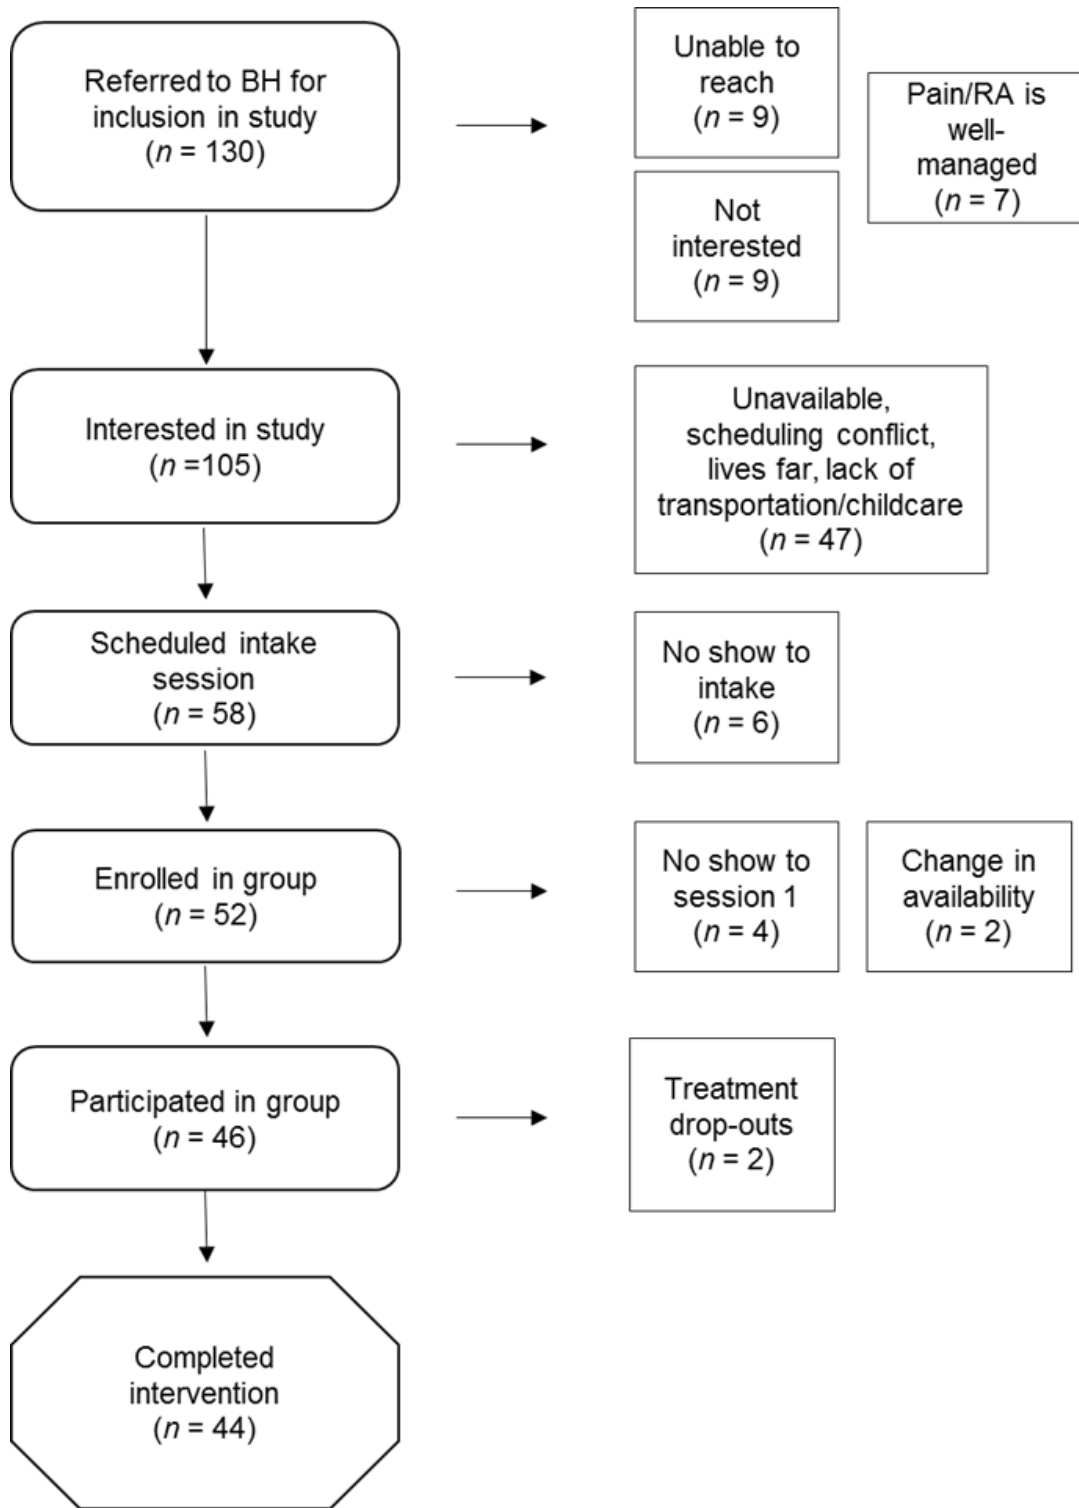 Referred to BH for
inclusion in study
(n = 130)
Unable to
reach
(n = 9)
Pain/RA is
well-
managed
(n = 7)
Not
interested
(n = 9)
Interested in study
(n =105)
Unavailable,
scheduling conflict,
lives far, lack of
transportation/childcare
(n = 47)
Scheduled intake
session
(n = 58)
No show to
intake
(n = 6)
Enrolled in group
(n = 52)
No show to
session 1
(n = 4)
Change in
availability
(n = 2)
Participated in group
(n = 46)
Treatment
drop-outs
(n = 2)
Completed
intervention
(n = 44)